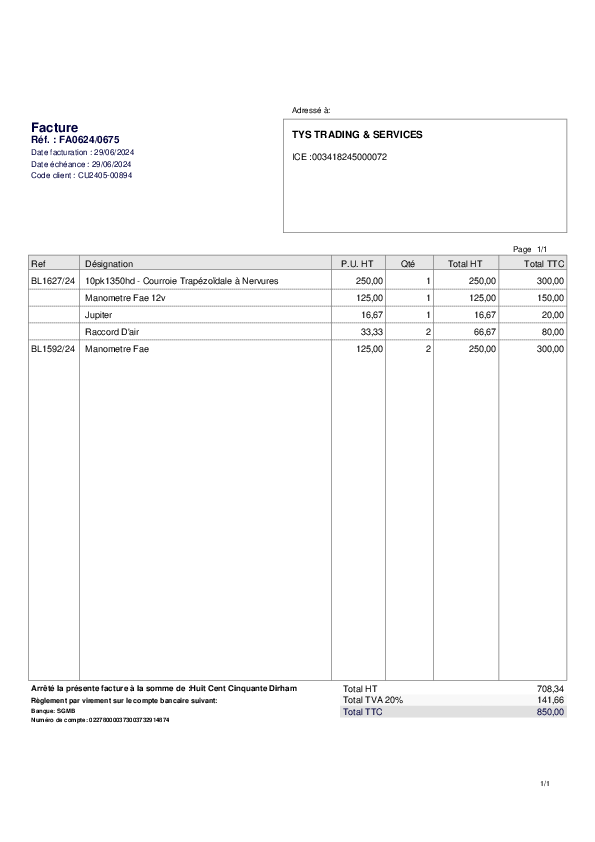 Adressé à:
Facture
Réf. : FA0624/0675
Date facturation : 29/06/2024
Date échéance : 29/06/2024
Code client : CU2405-00894
TYS TRADING & SERVICES
ICE :003418245000072
Page 1/1
Ref Désignation P.U. HT Qté Total HT Total TTC
BL1627/24 10pk1350hd - Courroie Trapézoïdale à Nervures 250,00 1 250,00 300,00
Manometre Fae 12v 125,00 1 125,00 150,00
Jupiter 16,67 1 16,67 20,00
Raccord D'air 33,33 2 66,67 80,00
BL1592/24 Manometre Fae 125,00 2 250,00 300,00
Arrêté la présente facture à la somme de :Huit Cent Cinquante Dirham
Règlement par virement sur le compte bancaire suivant:
Banque: SGMB
Numéro de compte: 022780000373003732914874
Total HT 708,34
Total TVA 20% 141,66
Total TTC 850,00
1/1